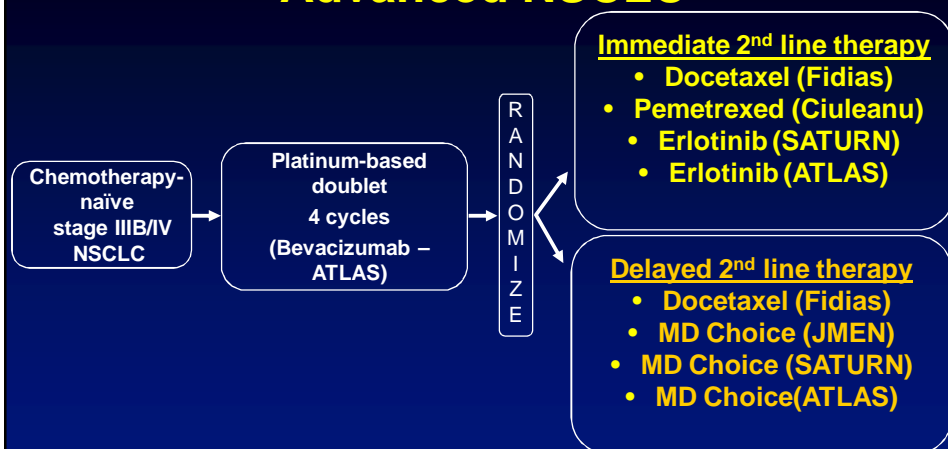 Advanced NSCLC
Chemotherapy-
naïve
stage IIIB/IV
NSCLC
Platinum-based
doublet
4 cycles
(Bevacizumab –
ATLAS)
R
A
N
D
O
M
I
Z
E
Immediate 2nd line therapy
• Docetaxel (Fidias)
• Pemetrexed (Ciuleanu)
• Erlotinib (SATURN)
• Erlotinib (ATLAS)
Delayed 2nd line therapy
• Docetaxel (Fidias)
• MD Choice (JMEN)
• MD Choice (SATURN)
• MD Choice(ATLAS)